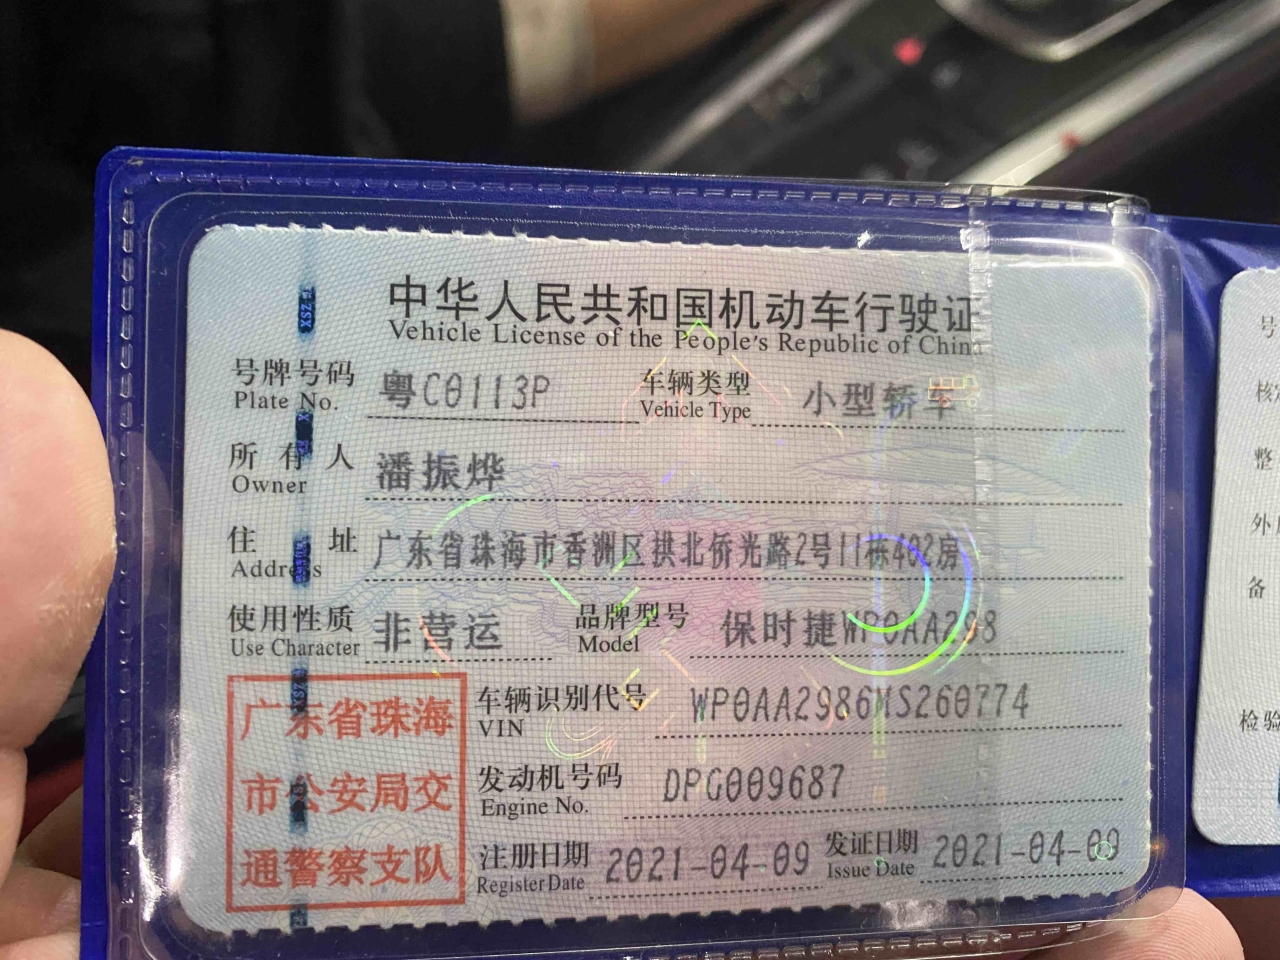 中华人民共和国机动车行驶证
Vehicle License of the People's Republic of China
号牌号码 粤C0113P 车辆类型 小型轿车
Plate No. Vehicle Type
所有人 潘振烨
Owner
住址 广东省珠海市香洲区拱北侨光路2号11栋402房
Address
使用性质 非营运 品牌型号 保时捷WP0AA298
Use Character Model
广东省珠海
市公安局交
通警察支队
车辆识别代号 WP0AA2986MS260774
VIN
发动机号码 DPG009687
Engine No.
注册日期 2021-04-09 发证日期 2021-04-09
Register Date Issue Date
号
核
整
外
备
检验